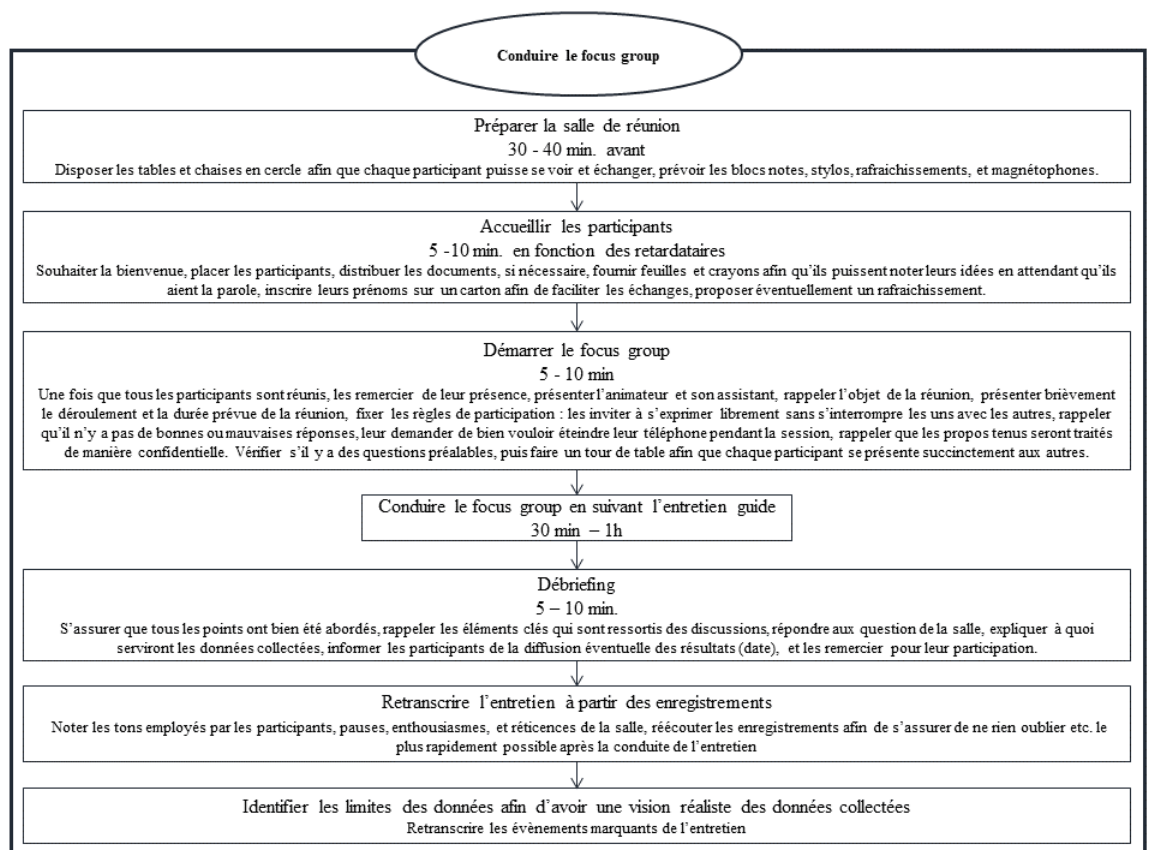 Conduire le focus group
Préparer la salle de réunion
30 - 40 min. avant
Disposer les tables et chaises en cercle afin que chaque participant puisse se voir et échanger, prévoir les blocs notes, stylos, rafraichissements, et magnétophones.
Accueillir les participants
5 -10 min. en fonction des retardataires
Souhaiter la bienvenue, placer les participants, distribuer les documents, si nécessaire, fournir feuilles et crayons afin qu'ils puissent noter leurs idées en attendant qu'ils
aient la parole, inscrire leurs prénoms sur un carton afin de faciliter les échanges, proposer éventuellement un rafraichissement.
Démarrer le focus group
5 - 10 min
Une fois que tous les participants sont réunis, les remercier de leur présence, présenter l'animateur et son assistant, rappeler l'objet de la réunion, présenter brièvement
le déroulement et la durée prévue de la réunion, fixer les règles de participation : les inviter à s'exprimer librement sans s'interrompre les uns avec les autres, rappeler
qu'il n'y a pas de bonnes ou mauvaises réponses, leur demander de bien vouloir éteindre leur téléphone pendant la session, rappeler que les propos tenus seront traités
de manière confidentielle. Vérifier s'il y a des questions préalables, puis faire un tour de table afin que chaque participant se présente succinctement aux autres.
Conduire le focus group en suivant l'entretien guide
30 min – 1h
Débriefing
5 – 10 min.
S'assurer que tous les points ont bien été abordés, rappeler les éléments clés qui sont ressortis des discussions, répondre aux question de la salle, expliquer à quoi
serviront les données collectées, informer les participants de la diffusion éventuelle des résultats (date), et les remercier pour leur participation.
Retranscrire l'entretien à partir des enregistrements
Noter les tons employés par les participants, pauses, enthousiasmes, et réticences de la salle, réécouter les enregistrements afin de s'assurer de ne rien oublier etc. le
plus rapidement possible après la conduite de l'entretien
Identifier les limites des données afin d'avoir une vision réaliste des données collectées
Retranscrire les évènements marquants de l'entretien